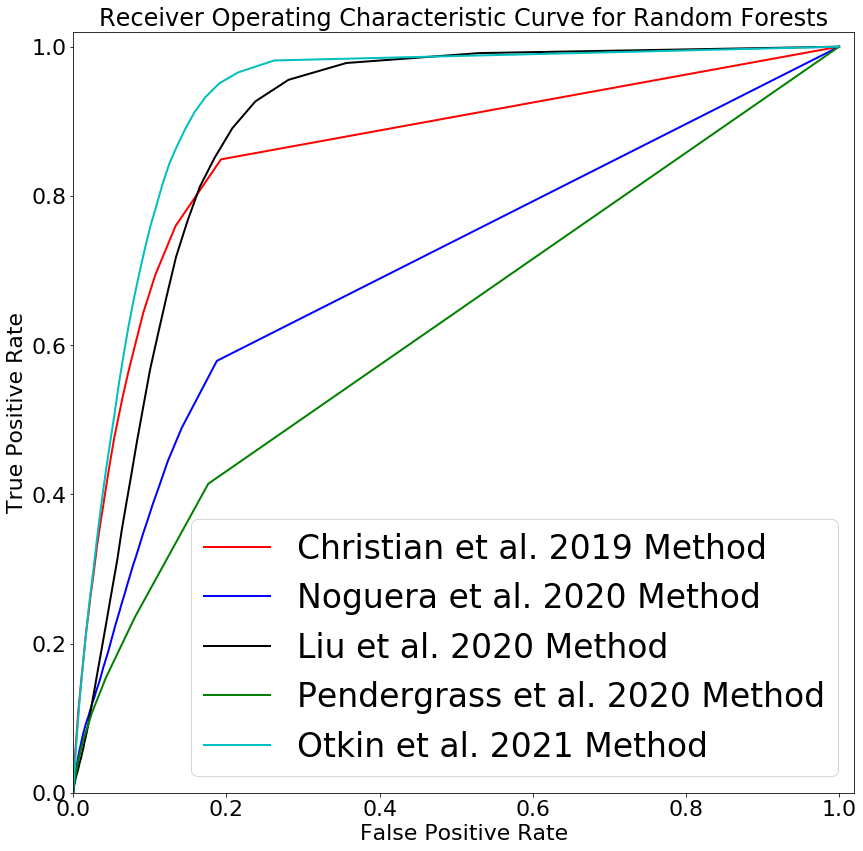 Receiver Operating Characteristic Curve for Random Forests
1.0
0.8
0.6
0.4
0.2
0.0
True Positive Rate
Christian et al. 2019 Method
Noguera et al. 2020 Method
Liu et al. 2020 Method
Pendergrass et al. 2020 Method
Otkin et al. 2021 Method
0.0 0.2 0.4 0.6 0.8 1.0
False Positive Rate